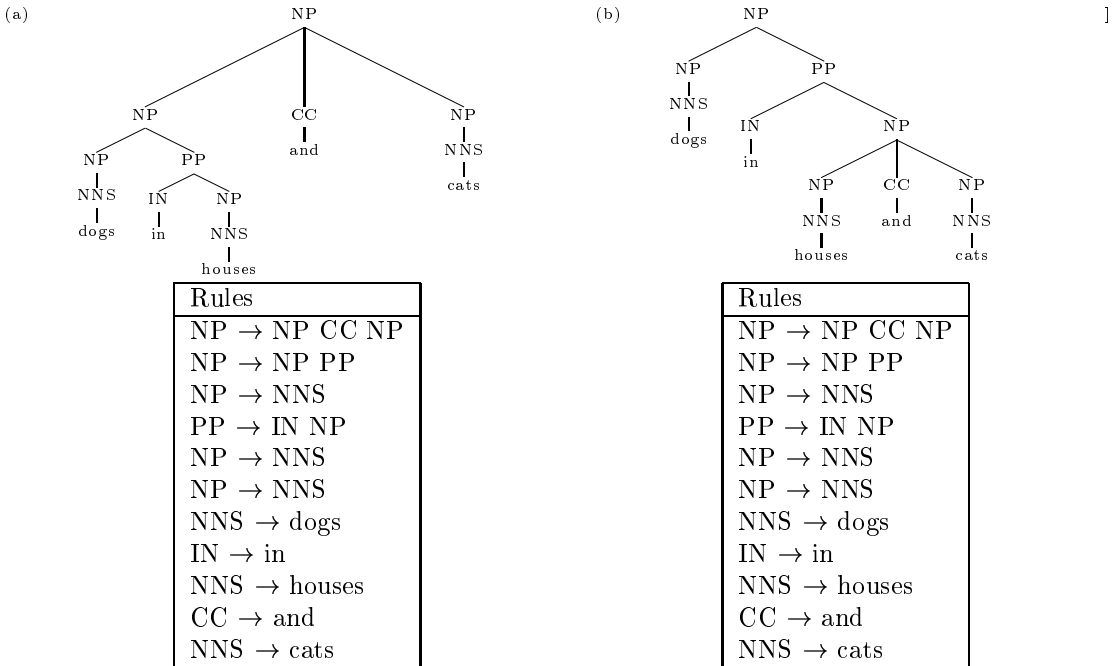 (a)
NP
NP CC NP
and
NP PP NNS
cats
NNS IN NP
dogs in NNS
houses
Rules
NP → NP CC NP
NP → NP PP
NP → NNS
PP → IN NP
NP → NNS
NP → NNS
NNS → dogs
IN → in
NNS → houses
CC → and
NNS → cats
(b)
NP
NP PP
NNS
dogs
IN NP
in
NP CC NP
NNS and NNS
houses cats
Rules
NP → NP CC NP
NP → NP PP
NP → NNS
PP → IN NP
NP → NNS
NP → NNS
NNS → dogs
IN → in
NNS → houses
CC → and
NNS → cats